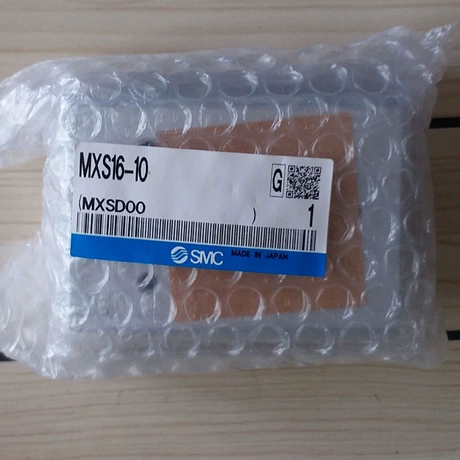 MXS16-10
G
(MXSD00 )
1
SMC MADE IN JAPAN